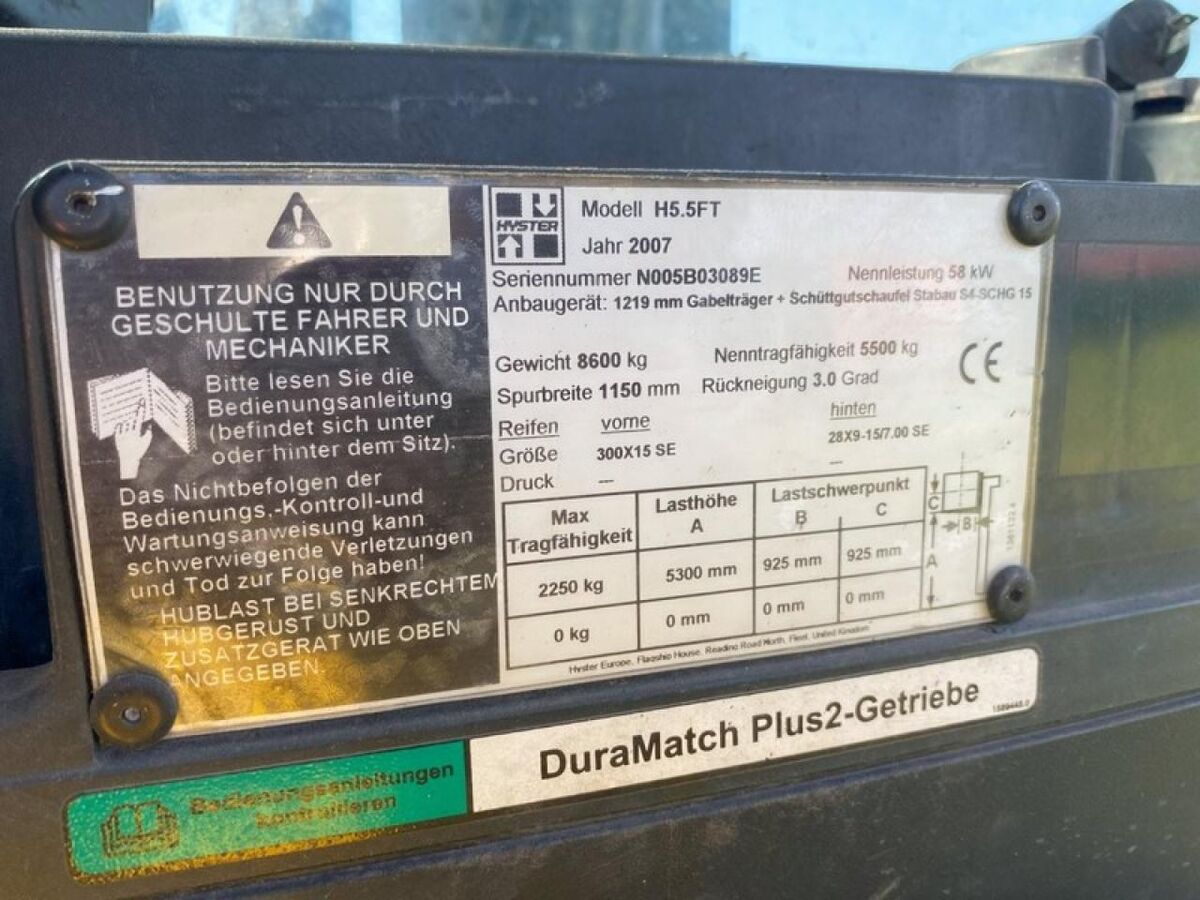 BENUTZUNG NUR DURCH
GESCHULTE FAHRER UND
MECHANIKER
Bitte lesen Sie die
Bedienungsanleitung
(befindet sich unter
oder hinter dem Sitz).
Das Nichtbefolgen der
Bedienungs,-Kontroll-und
Wartungsanweisung kann
schwerwiegende Verletzungen
und Tod zur Folge haben!
HUBLAST BEI SENKRECHTEM
HUBGERUST UND
ZUSATZGERAT WIE OBEN
ANGEGEBEN.
HYSTER
Modell H5.5FT
Jahr 2007
Seriennummer N005B03089E Nennleistung 58 kW
Anbaugerät: 1219 mm Gabelträger + Schüttgutschaufel Stabau S4-SCHG 15
Gewicht 8600 kg Nenntragfähigkeit 5500 kg
Spurbreite 1150 mm Rückneigung 3.0 Grad
CE
Reifen vorne hinten
Größe 300X15 SE 28X9-15/7.00 SE
Druck --- ---
Max Tragfähigkeit Lasthöhe A Lastschwerpunkt B C
2250 kg 5300 mm 925 mm 925 mm
0 kg 0 mm 0 mm 0 mm
C
B
A
Hyster Europe, Flagship House, Reading Road North, Fleet, United Kingdom
DuraMatch Plus2-Getriebe
Bedienungsanleitungen
kontrollieren